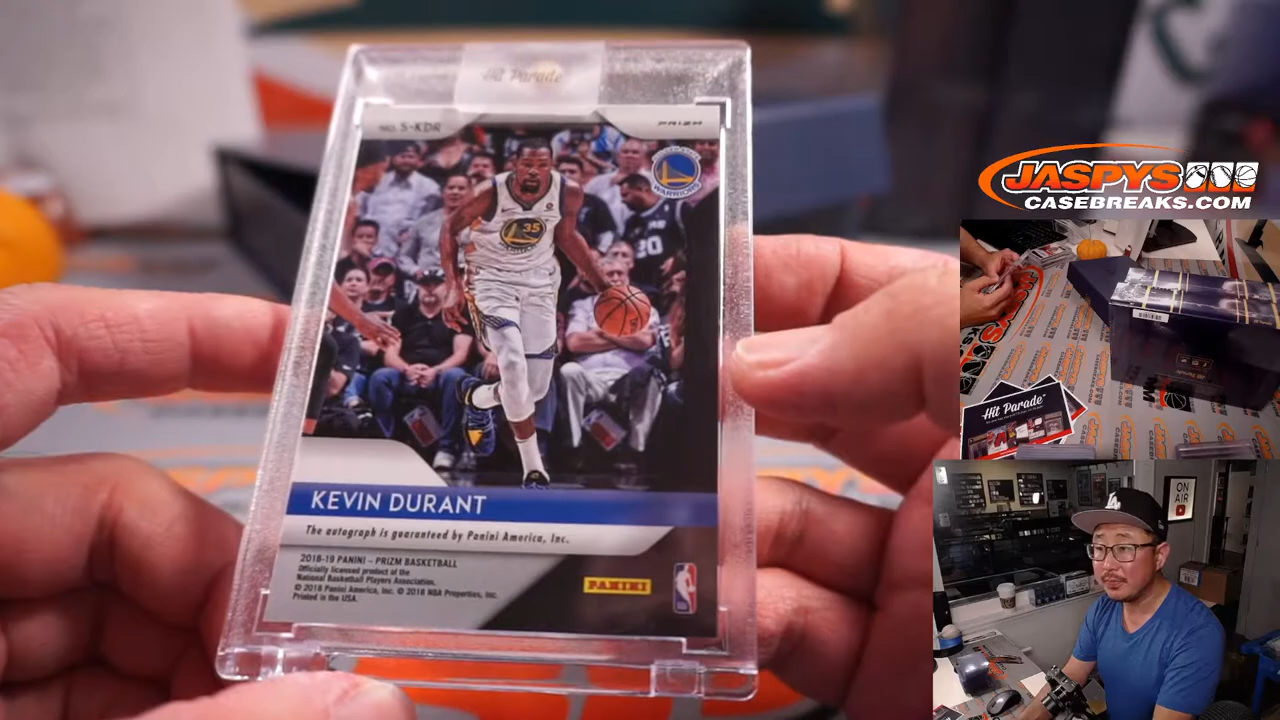 Hit Parade
NO. S-KDR
PRIZM
WARRIORS
35
20
KEVIN DURANT
The autograph is guaranteed by Panini America, Inc.
2018-19 PANINI – PRIZM BASKETBALL
Officially licensed product of the
National Basketball Players Association.
© 2018 Panini America, Inc. © 2018 NBA Properties, Inc.
Printed in the USA.
PANINI
JASPYS
CASEBREAKS.COM
Hit Parade
ON
AIR
LA